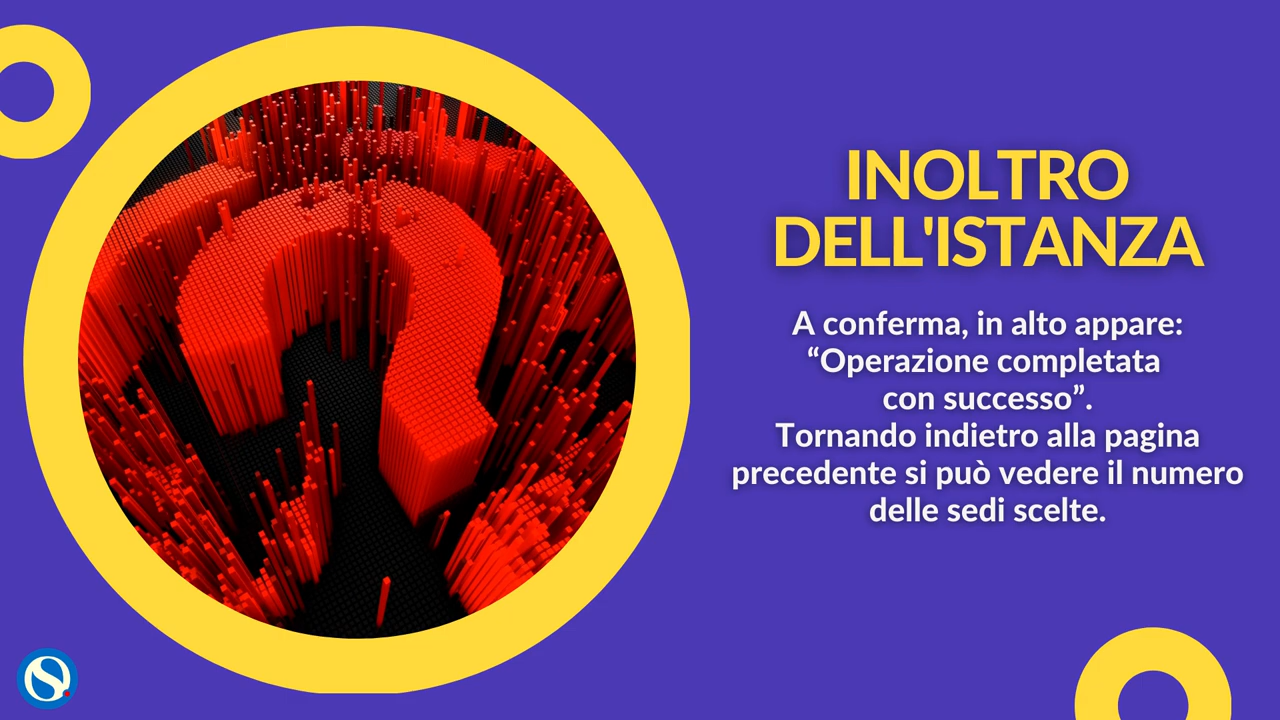 INOLTRO
DELL'ISTANZA
A conferma, in alto appare:
“Operazione completata
con successo”.
Tornando indietro alla pagina
precedente si può vedere il numero
delle sedi scelte.
S